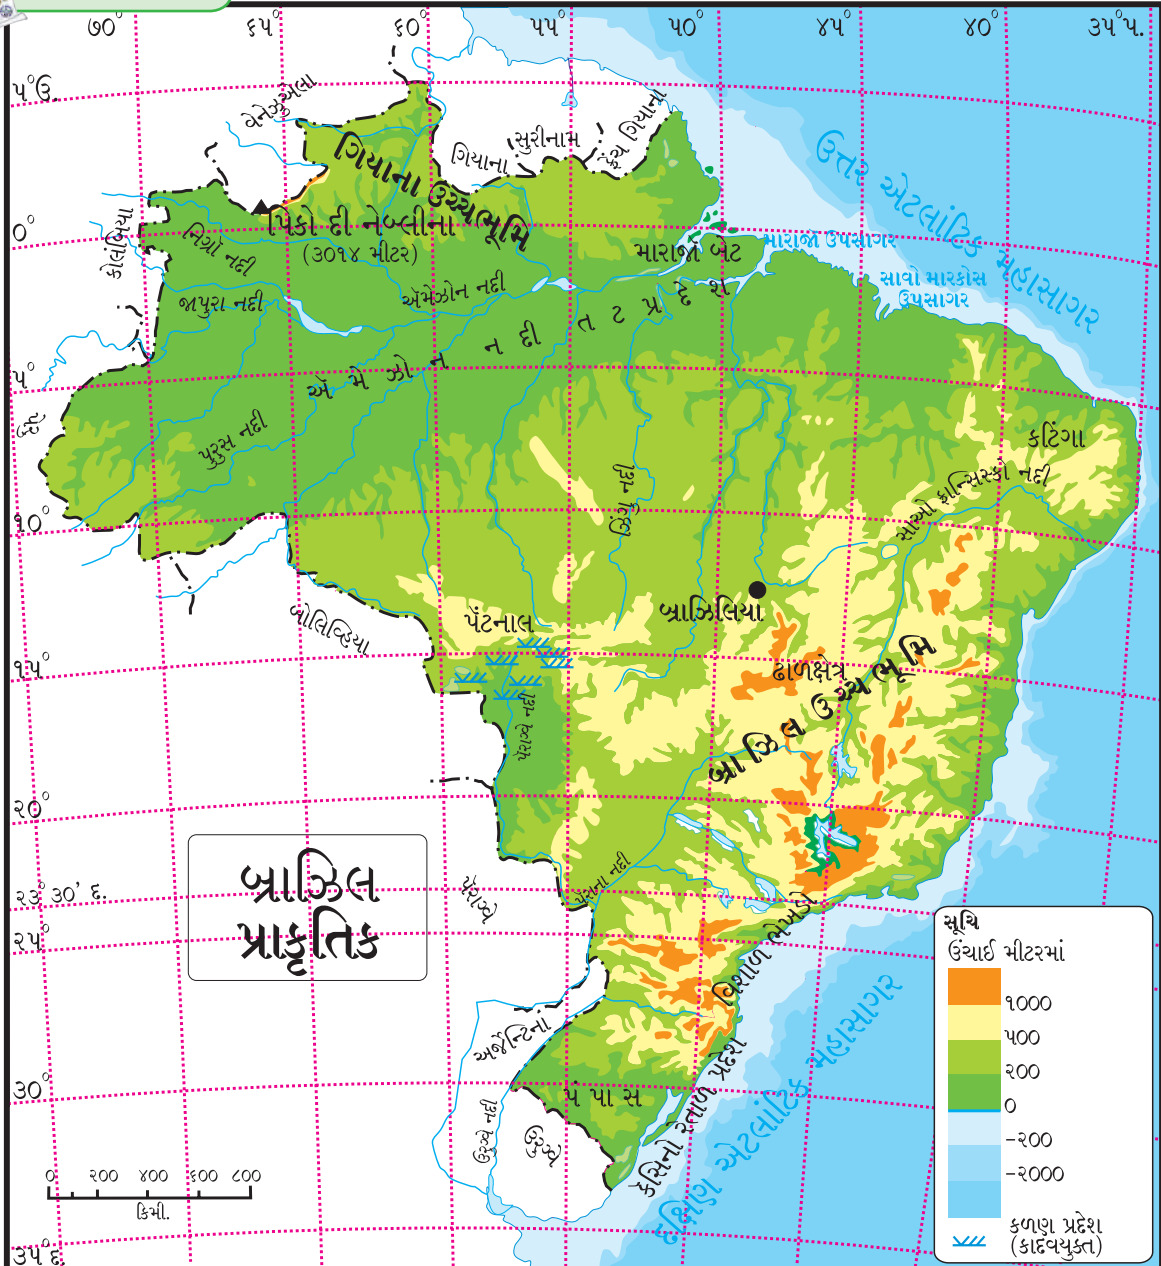 ૭૦° ૬૫° ૬૦° ૫૫ ૫૦° ૪૫° ૪૦° ૩૫°પ.
૫°ઉ.
વેનેઝુએલા
ગિયાના
સુરીનામ
ફ્રેંચ ગિયાના
ગિયાના ઉચ્ચભૂમિ
ઉત્તર એટલાંટિક મહાસાગર
પિકો દી નેબ્લીના
(૩૦૧૪ મીટર)
૦°
કોલંબિયા
નિગ્રો નદી
મારાજૉ બેટ
મારાજૉ ઉપસાગર
સાવો મારકોસ
ઉપસાગર
જાપુરા નદી
ઍમેઝોન નદી
ઍમેઝોન નદી તટપ્રદેશ
૫°
પેરુ
પુરુસ નદી
ઝિંગુ નદી
કટિંગા
સાઓ ફ્રાન્સિસ્કો નદી
૧૦°
બ્રાઝિલિયા
બોલિવ્હિયા
પેંટનાલ
૧૫°
ઢાળક્ષેત્ર
બ્રાઝિલ ઉચ્ચભૂમિ
પૅરાગ્વે નદી
૨૦°
બ્રાઝિલ
પ્રાકૃતિક
૨૩° ૩૦' દ.
પૅરાગ્વે
પૅરાના નદી
વિશાળ ભેખડો
૨૫°
અર્જેન્ટિના
૩૦°
પંપાસ
ઉરુગ્વે નદી
ઉરુગ્વે
કૅસિનો રેતાળ પ્રદેશ
દક્ષિણ એટલાંટિક મહાસાગર
૦ ૨૦૦ ૪૦૦ ૬૦૦ ૮૦૦
કિમી.
૩૫°દ.
સૂચિ
ઉંચાઈ મીટરમાં
૧૦૦૦
૫૦૦
૨૦૦
૦
-૨૦૦
-૨૦૦૦
કળણ પ્રદેશ
(કાદવયુક્ત)